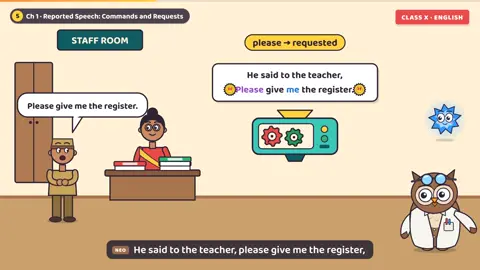 5 Ch 1 - Reported Speech: Commands and Requests
CLASS X • ENGLISH
STAFF ROOM
please → requested
He said to the teacher,
"Please give me the register."
Please give me the register.
NEO He said to the teacher, please give me the register,